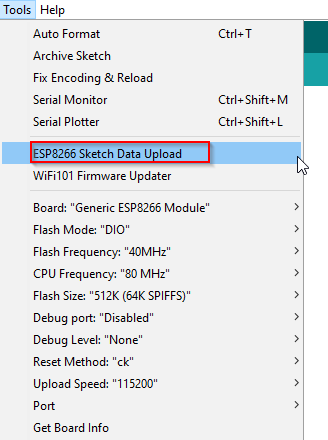 Tools Help
Auto Format Ctrl+T
Archive Sketch
Fix Encoding & Reload
Serial Monitor Ctrl+Shift+M
Serial Plotter Ctrl+Shift+L
ESP8266 Sketch Data Upload
WiFi101 Firmware Updater
Board: "Generic ESP8266 Module"
Flash Mode: "DIO"
Flash Frequency: "40MHz"
CPU Frequency: "80 MHz"
Flash Size: "512K (64K SPIFFS)"
Debug port: "Disabled"
Debug Level: "None"
Reset Method: "ck"
Upload Speed: "115200"
Port
Get Board Info